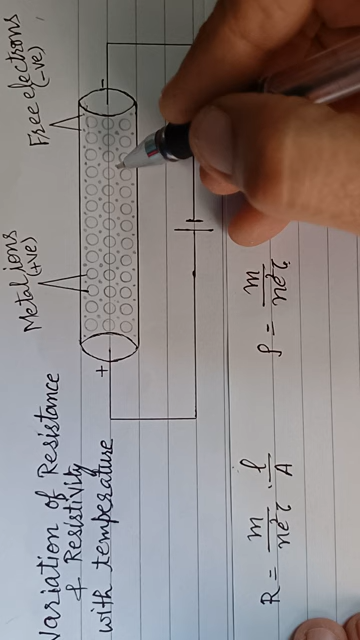 Variation of Resistance
& Resistivity
with temperature
Metal ions
(+ve)
Free electrons
(-ve)
+
-
R = m/ne²τ · l/A
ρ = m/ne²τ